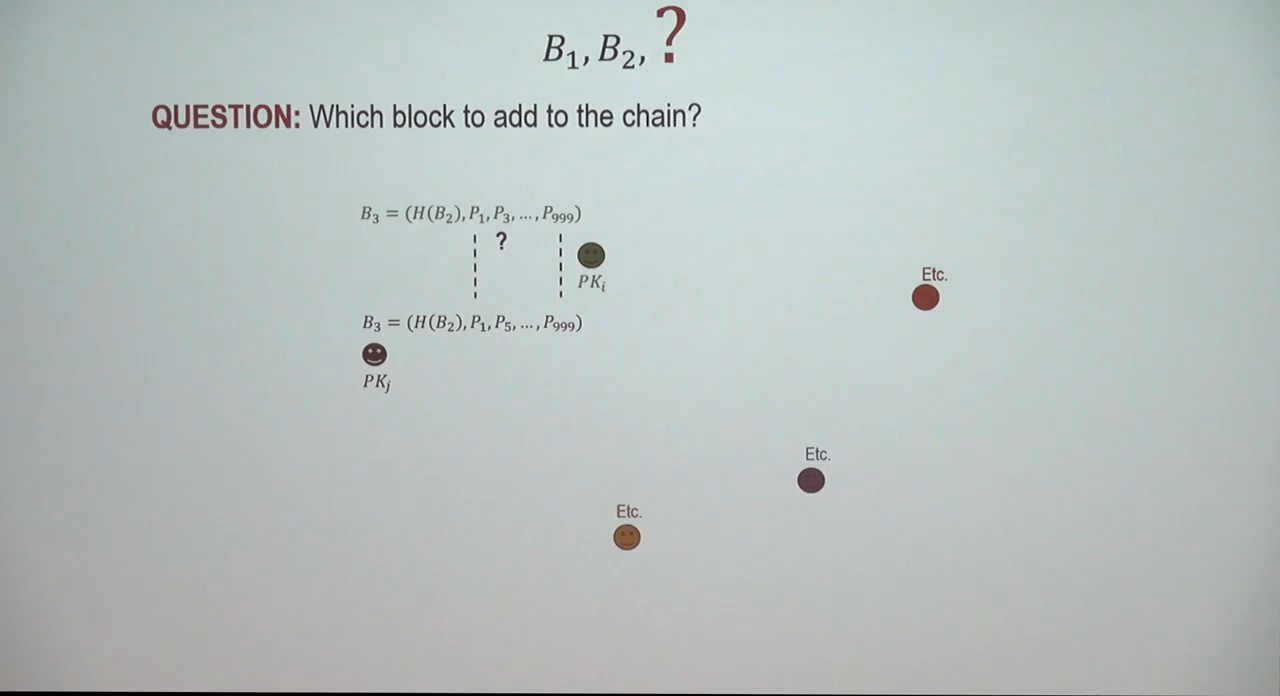 B₁, B₂, ?
QUESTION: Which block to add to the chain?
B₃ = (H(B₂), P₁, P₃, ..., P₉₉₉)
?
PKᵢ
Etc.
B₃ = (H(B₂), P₁, P₅, ..., P₉₉₉)
PKⱼ
Etc.
Etc.